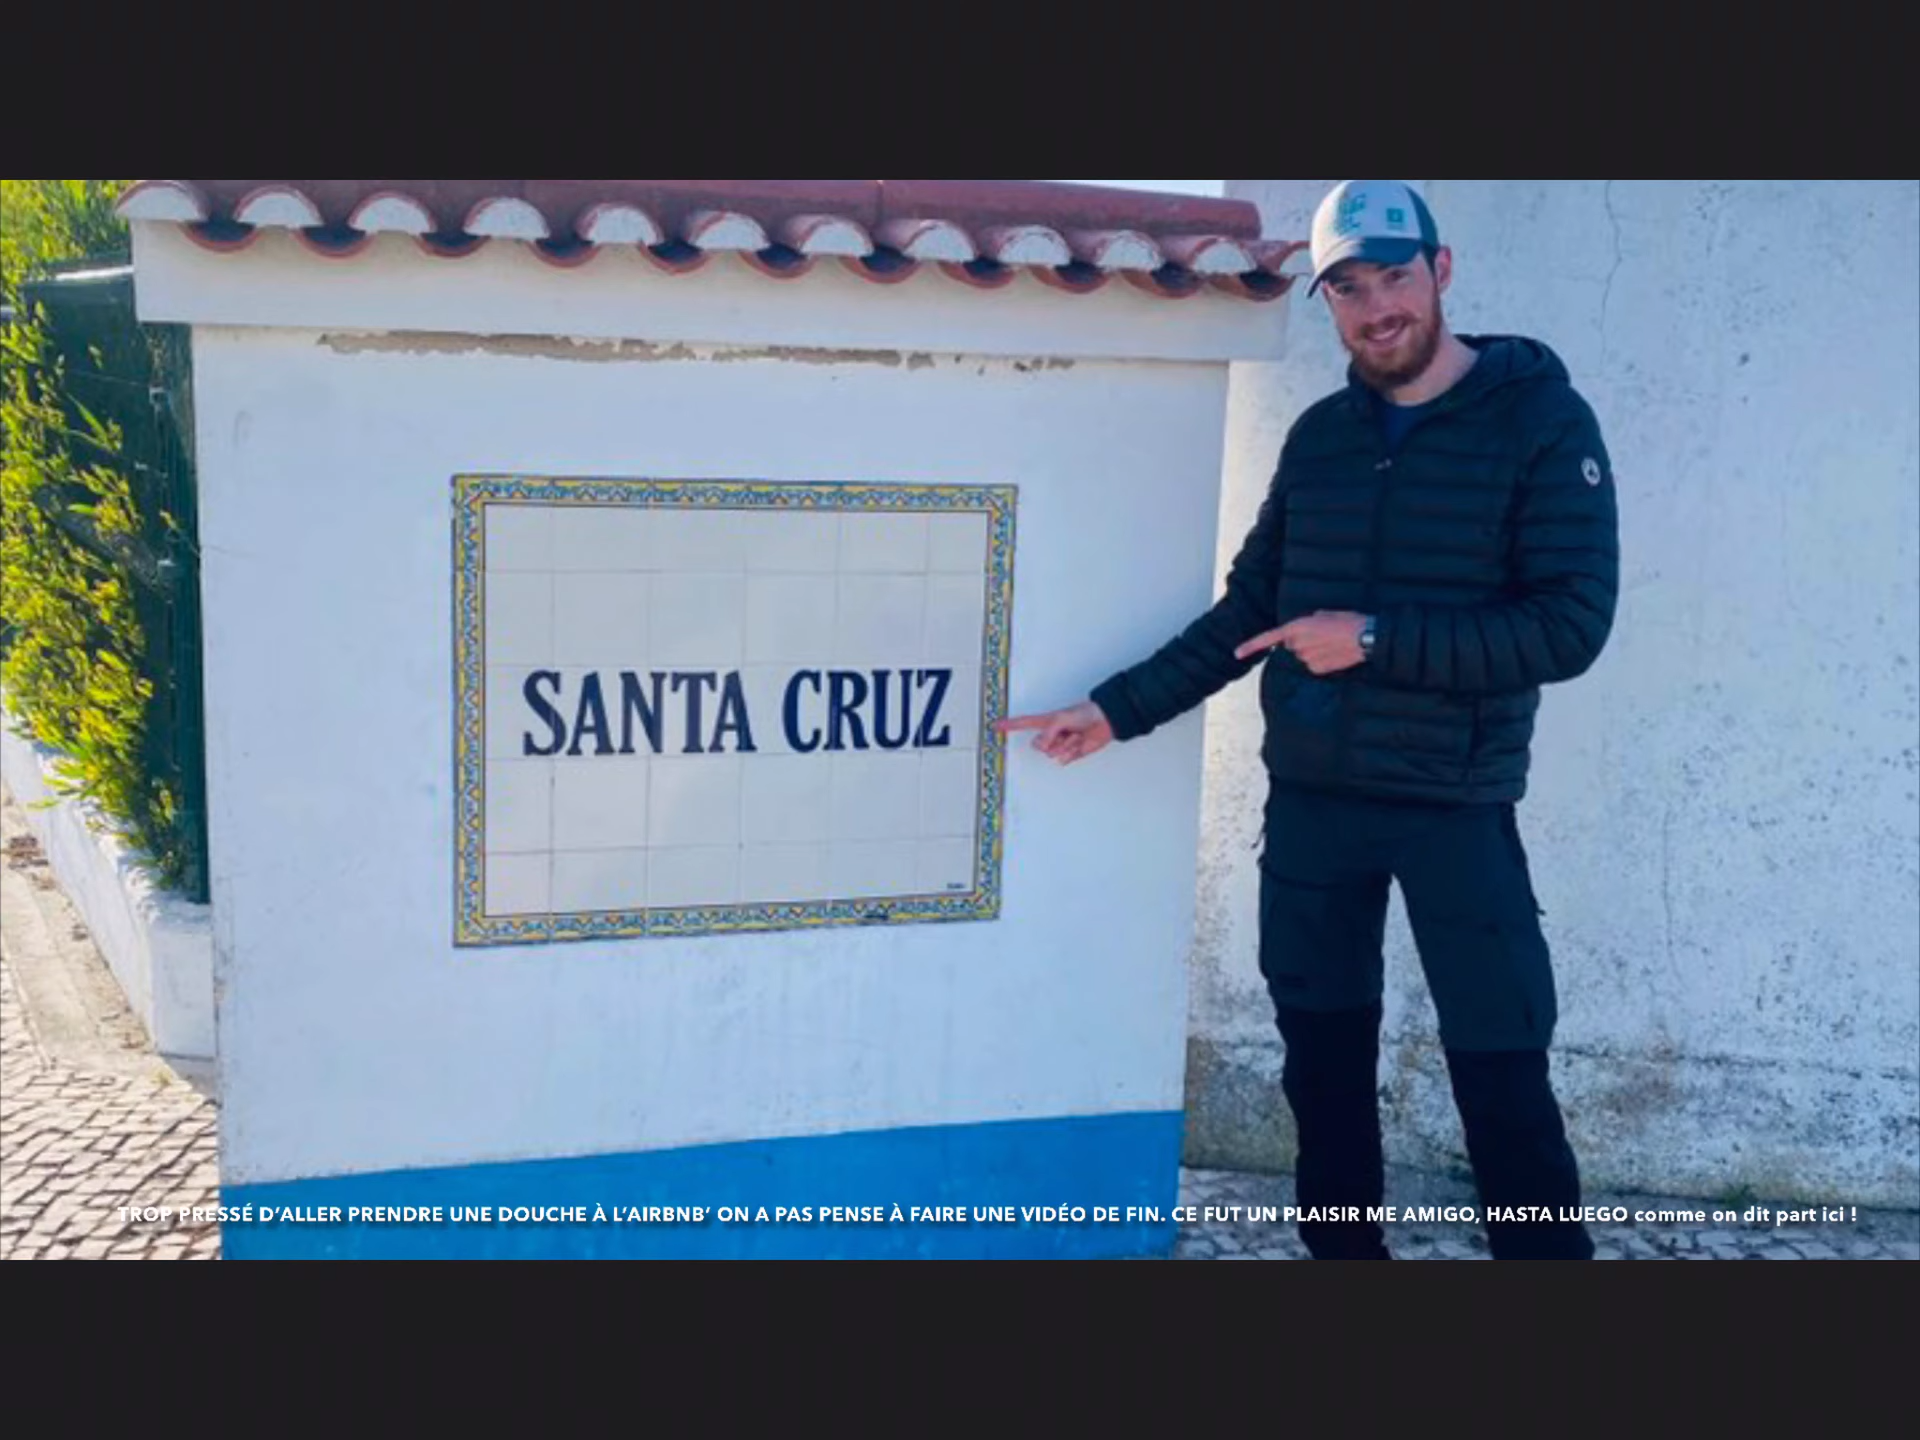 SANTA CRUZ
TROP PRESSÉ D’ALLER PRENDRE UNE DOUCHE À L’AIRBNB’ ON A PAS PENSE À FAIRE UNE VIDÉO DE FIN. CE FUT UN PLAISIR ME AMIGO, HASTA LUEGO comme on dit part ici !